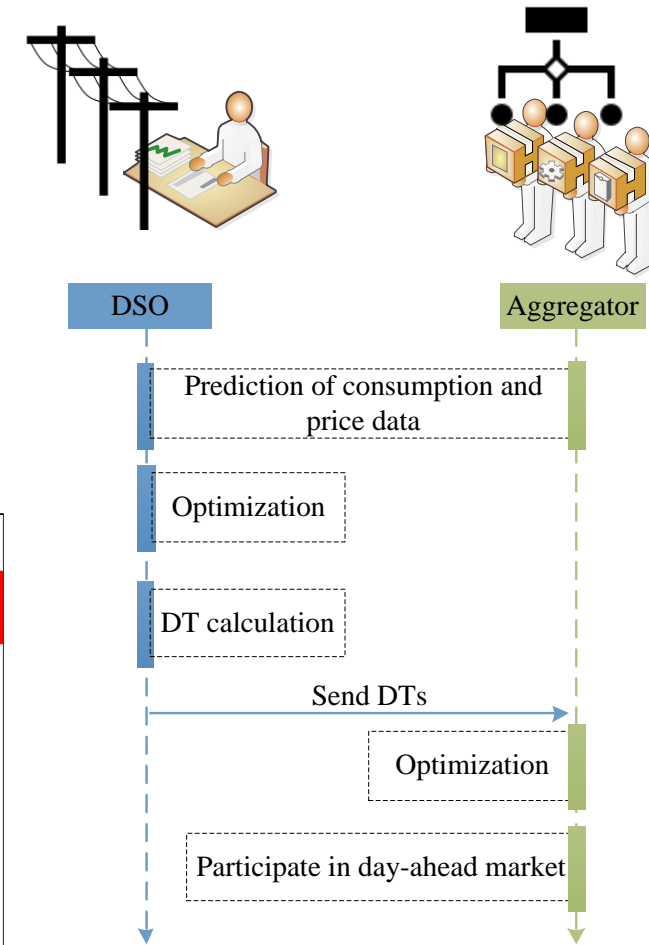 DSO
Aggregator
Prediction of consumption and
price data
Optimization
DT calculation
Send DTs
Optimization
Participate in day-ahead market